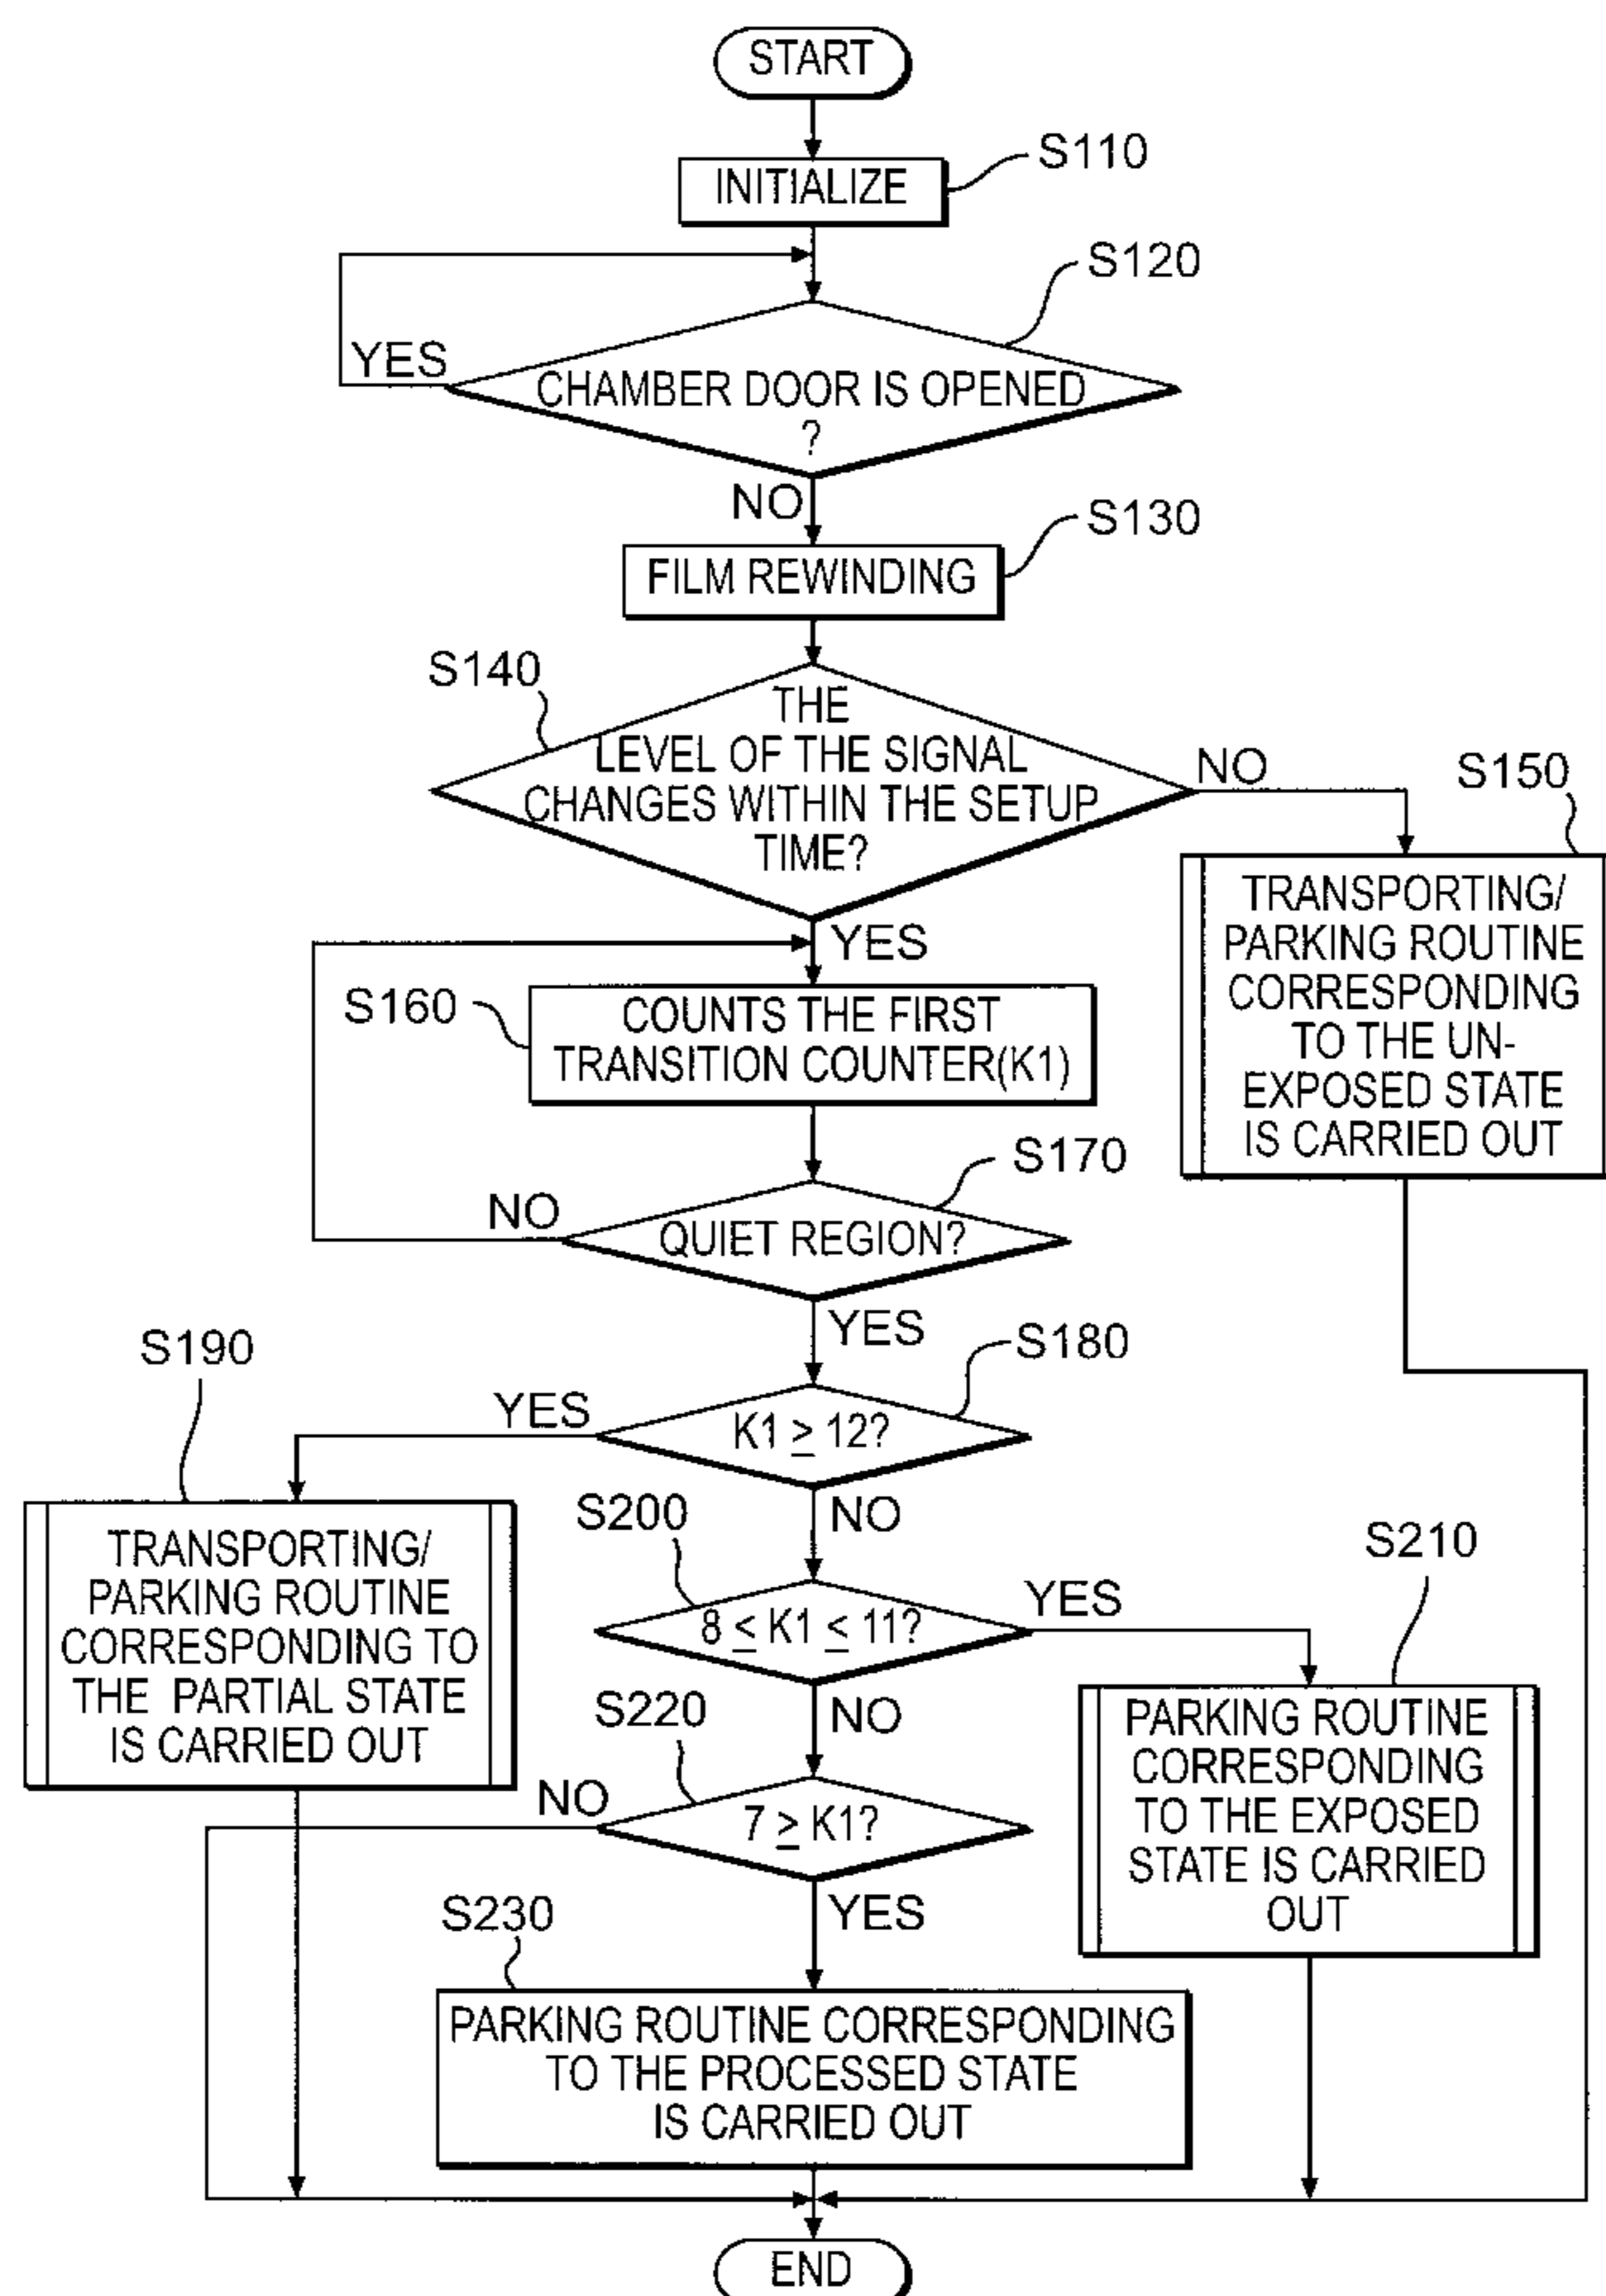 START
INITIALIZE
S110
S120
YES
CHAMBER DOOR IS OPENED
?
NO
S130
FILM REWINDING
S140
THE
LEVEL OF THE SIGNAL
CHANGES WITHIN THE SETUP
TIME?
NO
S150
TRANSPORTING/
PARKING ROUTINE
CORRESPONDING
TO THE UN-
EXPOSED STATE
IS CARRIED OUT
YES
S160
COUNTS THE FIRST
TRANSITION COUNTER(K1)
S170
NO
QUIET REGION?
YES
S180
S190
YES
K1 ≥ 12?
NO
TRANSPORTING/
PARKING ROUTINE
CORRESPONDING TO
THE PARTIAL STATE
IS CARRIED OUT
S200
8 ≤ K1 ≤ 11?
YES
S210
PARKING ROUTINE
CORRESPONDING
TO THE EXPOSED
STATE IS CARRIED
OUT
NO
S220
NO
7 ≥ K1?
YES
S230
PARKING ROUTINE CORRESPONDING
TO THE PROCESSED STATE
IS CARRIED OUT
END